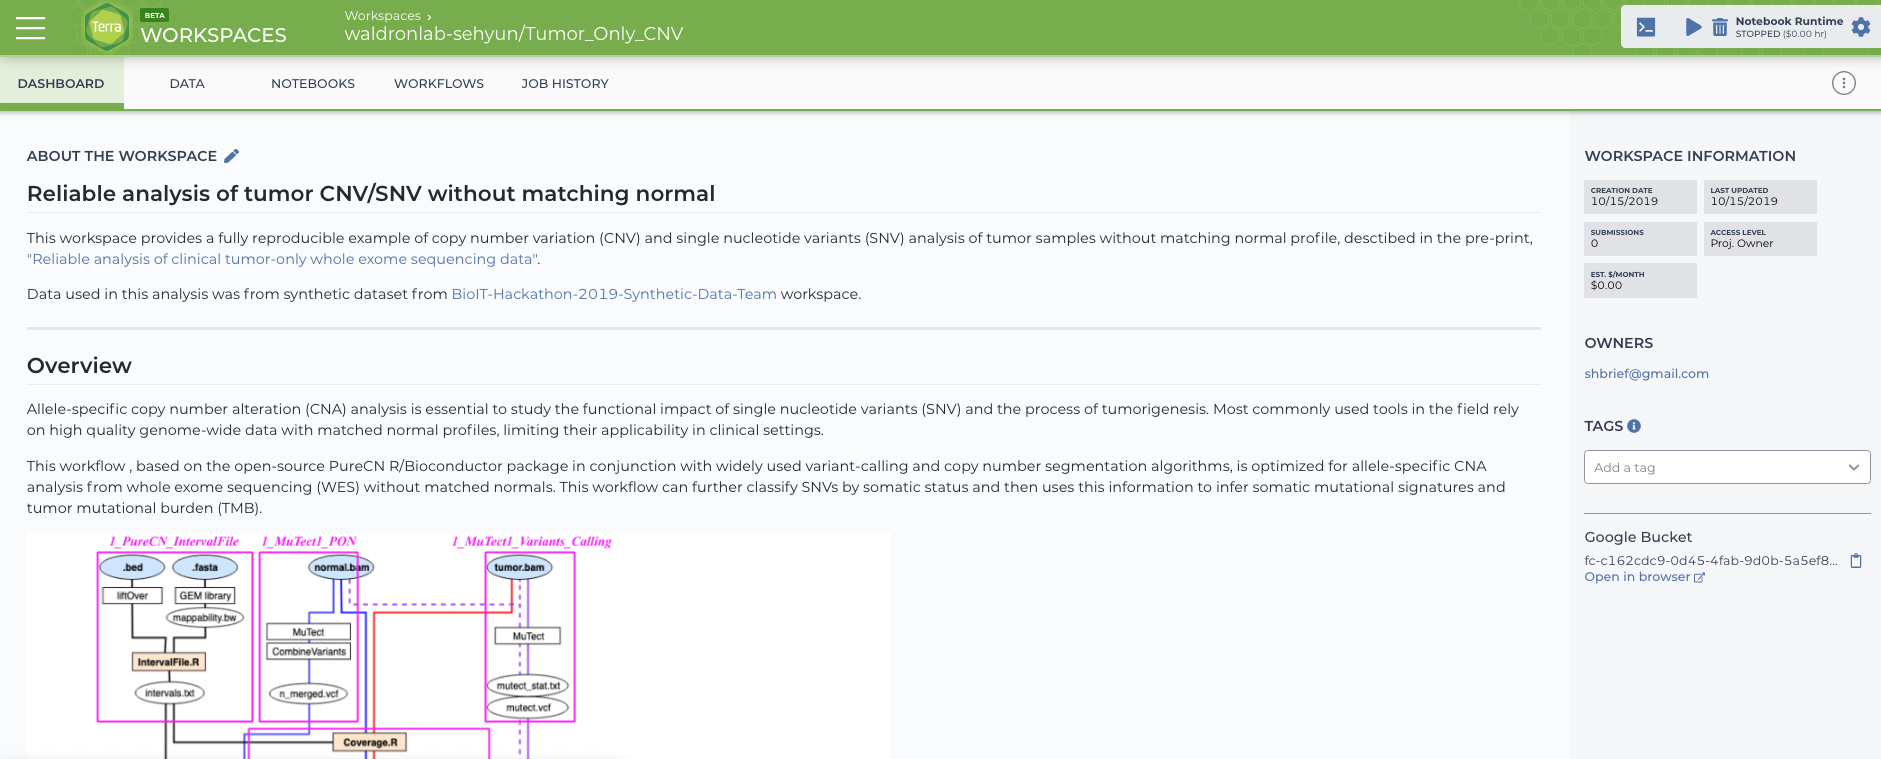 Terra
BETA
WORKSPACES
Workspaces ›
waldronlab-sehyun/Tumor_Only_CNV
Notebook Runtime
STOPPED ($0.00 hr)
DASHBOARD
DATA
NOTEBOOKS
WORKFLOWS
JOB HISTORY
ABOUT THE WORKSPACE
Reliable analysis of tumor CNV/SNV without matching normal
This workspace provides a fully reproducible example of copy number variation (CNV) and single nucleotide variants (SNV) analysis of tumor samples without matching normal profile, desctibed in the pre-print,
"Reliable analysis of clinical tumor-only whole exome sequencing data".
Data used in this analysis was from synthetic dataset from BioIT-Hackathon-2019-Synthetic-Data-Team workspace.
Overview
Allele-specific copy number alteration (CNA) analysis is essential to study the functional impact of single nucleotide variants (SNV) and the process of tumorigenesis. Most commonly used tools in the field rely
on high quality genome-wide data with matched normal profiles, limiting their applicability in clinical settings.
This workflow , based on the open-source PureCN R/Bioconductor package in conjunction with widely used variant-calling and copy number segmentation algorithms, is optimized for allele-specific CNA
analysis from whole exome sequencing (WES) without matched normals. This workflow can further classify SNVs by somatic status and then uses this information to infer somatic mutational signatures and
tumor mutational burden (TMB).
1_PureCN_IntervalFile
1_MuTect1_PON
1_MuTect1_Variants_Calling
.bed
.fasta
normal.bam
tumor.bam
liftOver
GEM library
mappability.bw
MuTect
CombineVariants
MuTect
IntervalFile.R
intervals.txt
n_merged.vcf
mutect_stat.txt
mutect.vcf
Coverage.R
WORKSPACE INFORMATION
CREATION DATE
10/15/2019
LAST UPDATED
10/15/2019
SUBMISSIONS
0
ACCESS LEVEL
Proj. Owner
EST. $/MONTH
$0.00
OWNERS
shbrief@gmail.com
TAGS
Add a tag
Google Bucket
fc-c162cdc9-0d45-4fab-9d0b-5a5ef8...
Open in browser